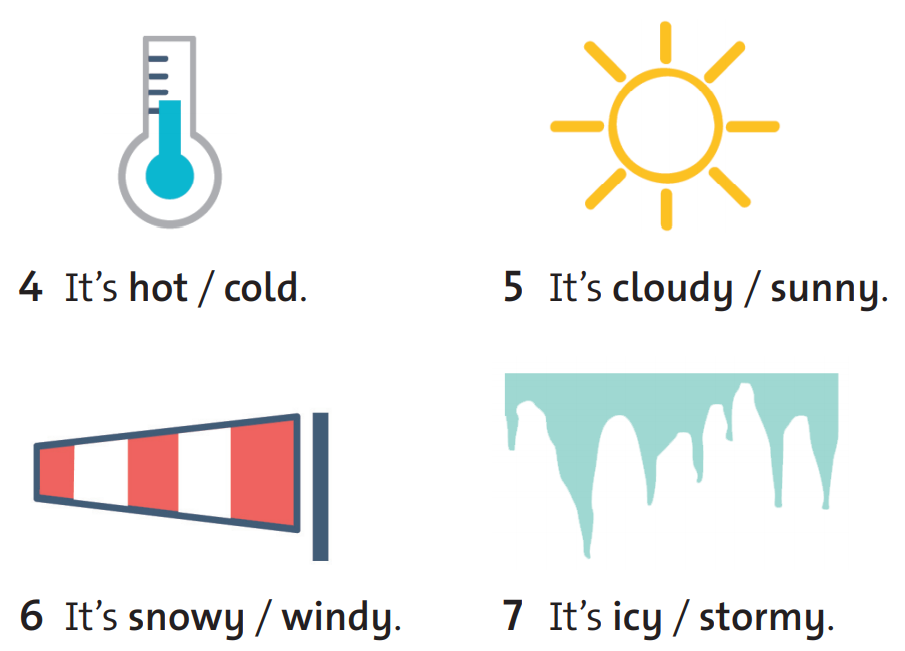 4 It's hot / cold.
5 It's cloudy / sunny.
6 It's snowy / windy.
7 It's icy / stormy.